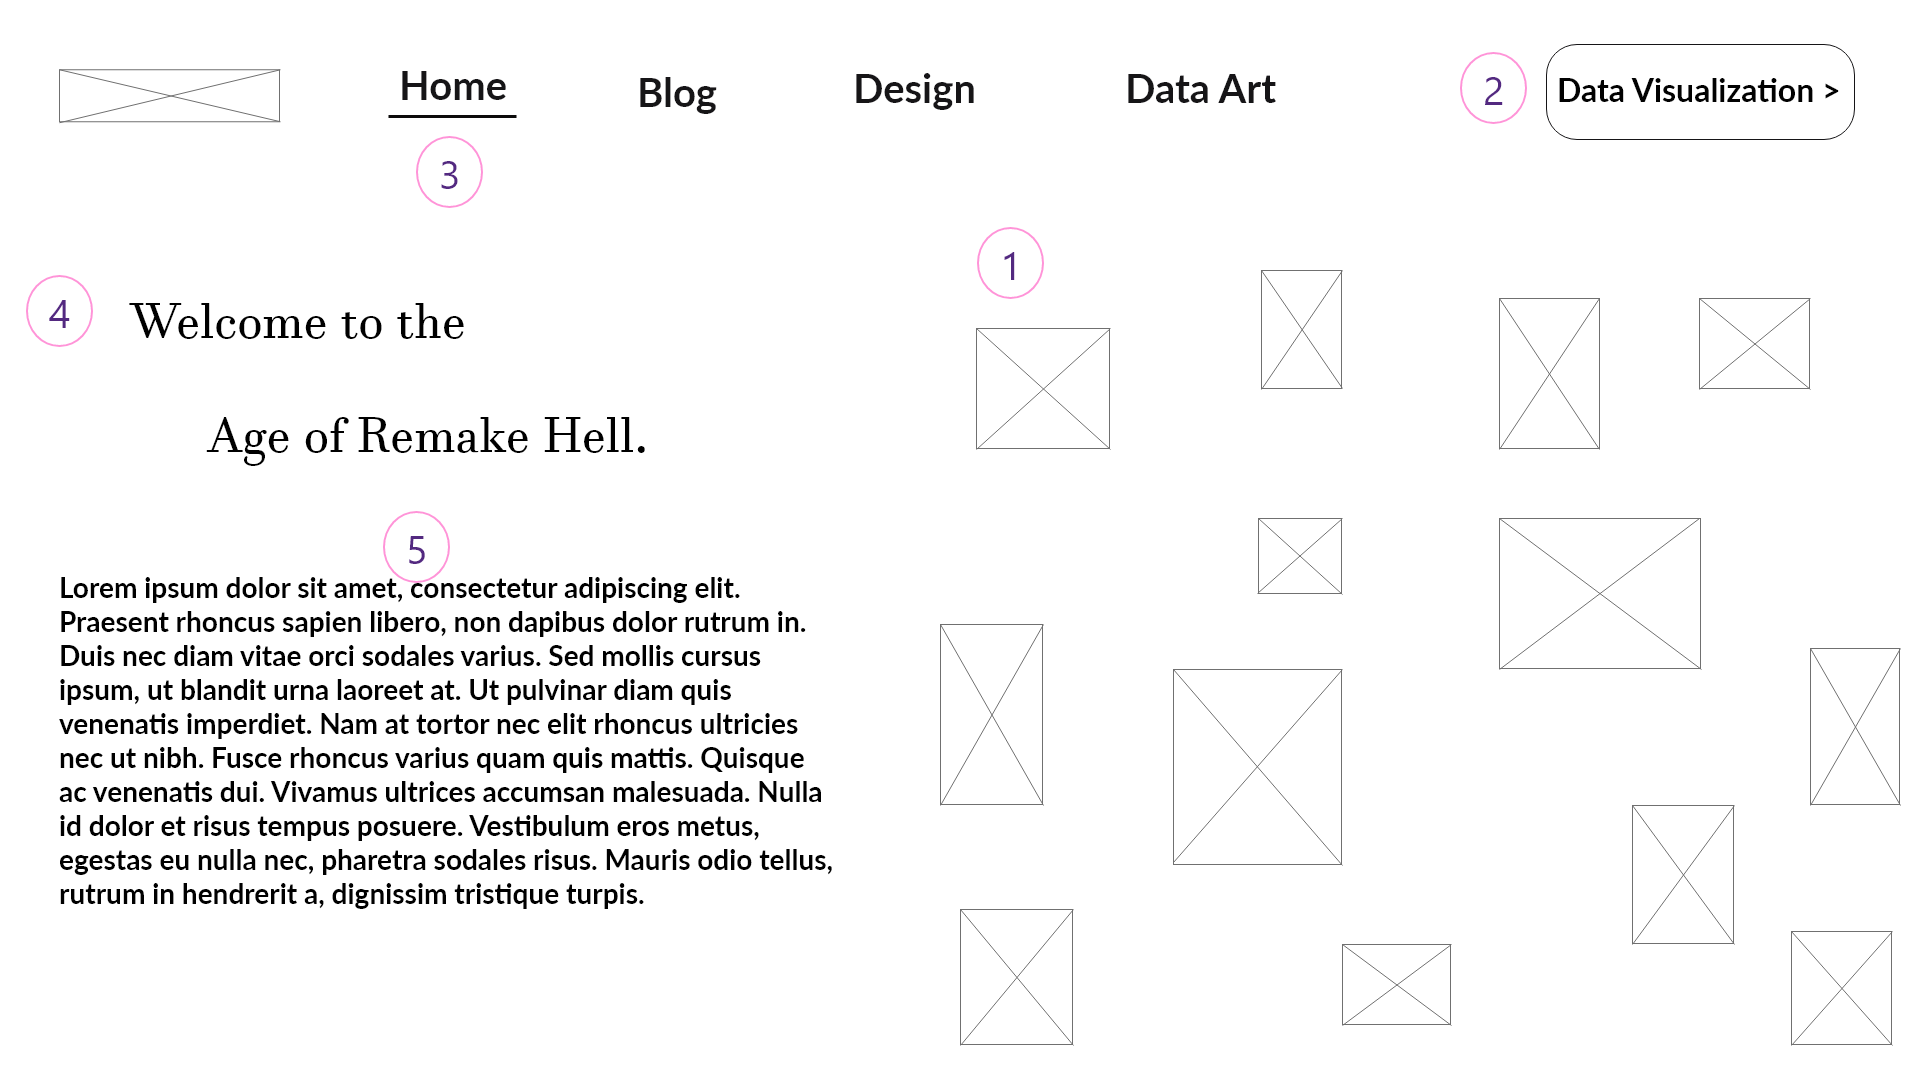 Home
Blog
Design
Data Art
2
Data Visualization >
3
1
4
Welcome to the
Age of Remake Hell.
5
Lorem ipsum dolor sit amet, consectetur adipiscing elit.
Praesent rhoncus sapien libero, non dapibus dolor rutrum in.
Duis nec diam vitae orci sodales varius. Sed mollis cursus
ipsum, ut blandit urna laoreet at. Ut pulvinar diam quis
venenatis imperdiet. Nam at tortor nec elit rhoncus ultricies
nec ut nibh. Fusce rhoncus varius quam quis mattis. Quisque
ac venenatis dui. Vivamus ultrices accumsan malesuada. Nulla
id dolor et risus tempus posuere. Vestibulum eros metus,
egestas eu nulla nec, pharetra sodales risus. Mauris odio tellus,
rutrum in hendrerit a, dignissim tristique turpis.